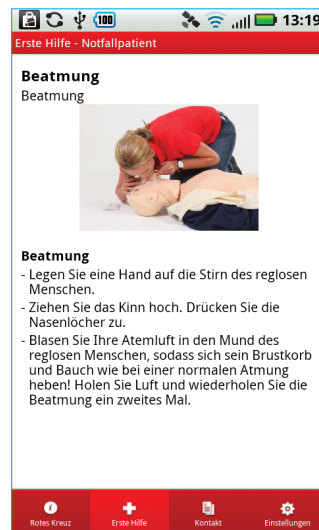 100 13:19
Erste Hilfe - Notfallpatient
Beatmung
Beatmung
Beatmung
- Legen Sie eine Hand auf die Stirn des reglosen
Menschen.
- Ziehen Sie das Kinn hoch. Drücken Sie die
Nasenlöcher zu.
- Blasen Sie Ihre Atemluft in den Mund des
reglosen Menschen, sodass sich sein Brustkorb
und Bauch wie bei einer normalen Atmung
heben! Holen Sie Luft und wiederholen Sie die
Beatmung ein zweites Mal.
Rotes Kreuz Erste Hilfe Kontakt Einstellungen